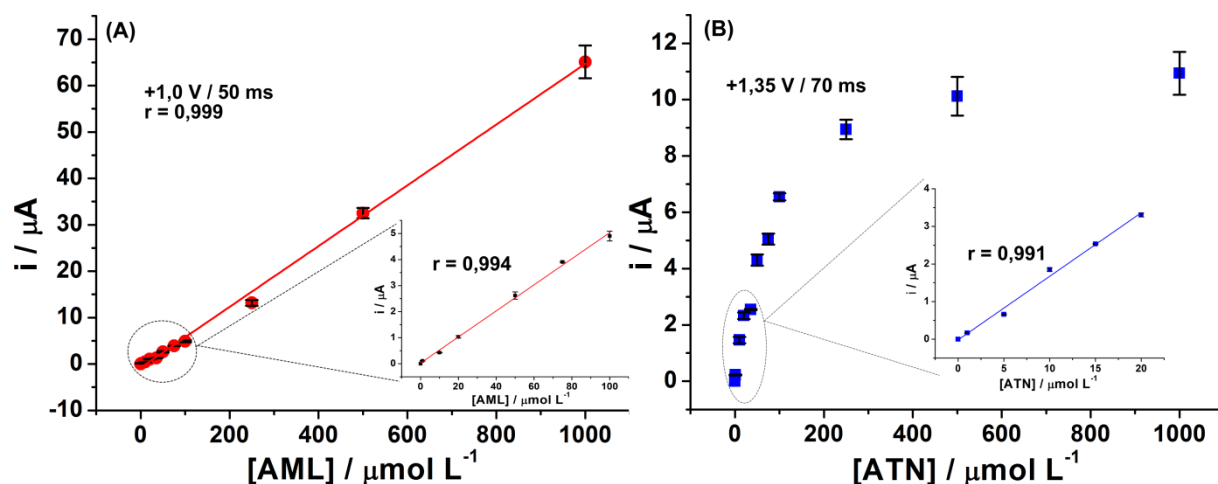 (A)
+1,0 V / 50 ms
r = 0,999
i / μA
70
60
50
40
30
20
10
0
-10
0 200 400 600 800 1000
[AML] / μmol L⁻¹
r = 0,994
i / μA
5
4
3
2
1
0
0 20 40 60 80 100
[AML] / μmol L⁻¹
(B)
+1,35 V / 70 ms
i / μA
12
10
8
6
4
2
0
0 200 400 600 800 1000
[ATN] / μmol L⁻¹
r = 0,991
i / μA
4
3
2
1
0
0 5 10 15 20
[ATN] / μmol L⁻¹